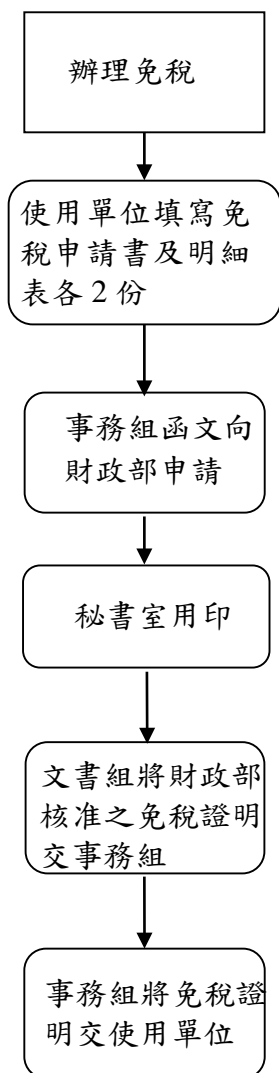 辦理免稅
使用單位填寫免
稅申請書及明細
表各 2 份
事務組函文向
財政部申請
秘書室用印
文書組將財政部
核准之免稅證明
交事務組
事務組將免稅證
明交使用單位